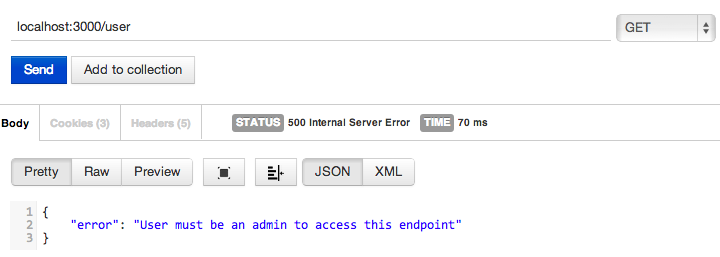 localhost:3000/user GET
Send Add to collection
Body Cookies (3) Headers (5) STATUS 500 Internal Server Error TIME 70 ms
Pretty Raw Preview JSON XML
1 {
2 "error": "User must be an admin to access this endpoint"
3 }